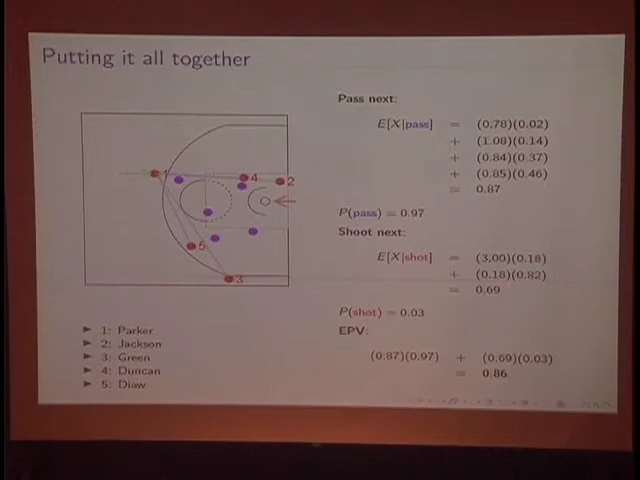 Putting it all together
Pass next:
E[X|pass] = (0.78)(0.02)
+ (1.08)(0.14)
+ (0.84)(0.37)
+ (0.85)(0.46)
= 0.87
P(pass) = 0.97
Shoot next:
E[X|shot] = (3.00)(0.18)
+ (0.18)(0.82)
= 0.69
P(shot) = 0.03
EPV:
(0.87)(0.97) + (0.69)(0.03)
= 0.86
1
4
2
5
3
1: Parker
2: Jackson
3: Green
4: Duncan
5: Diaw